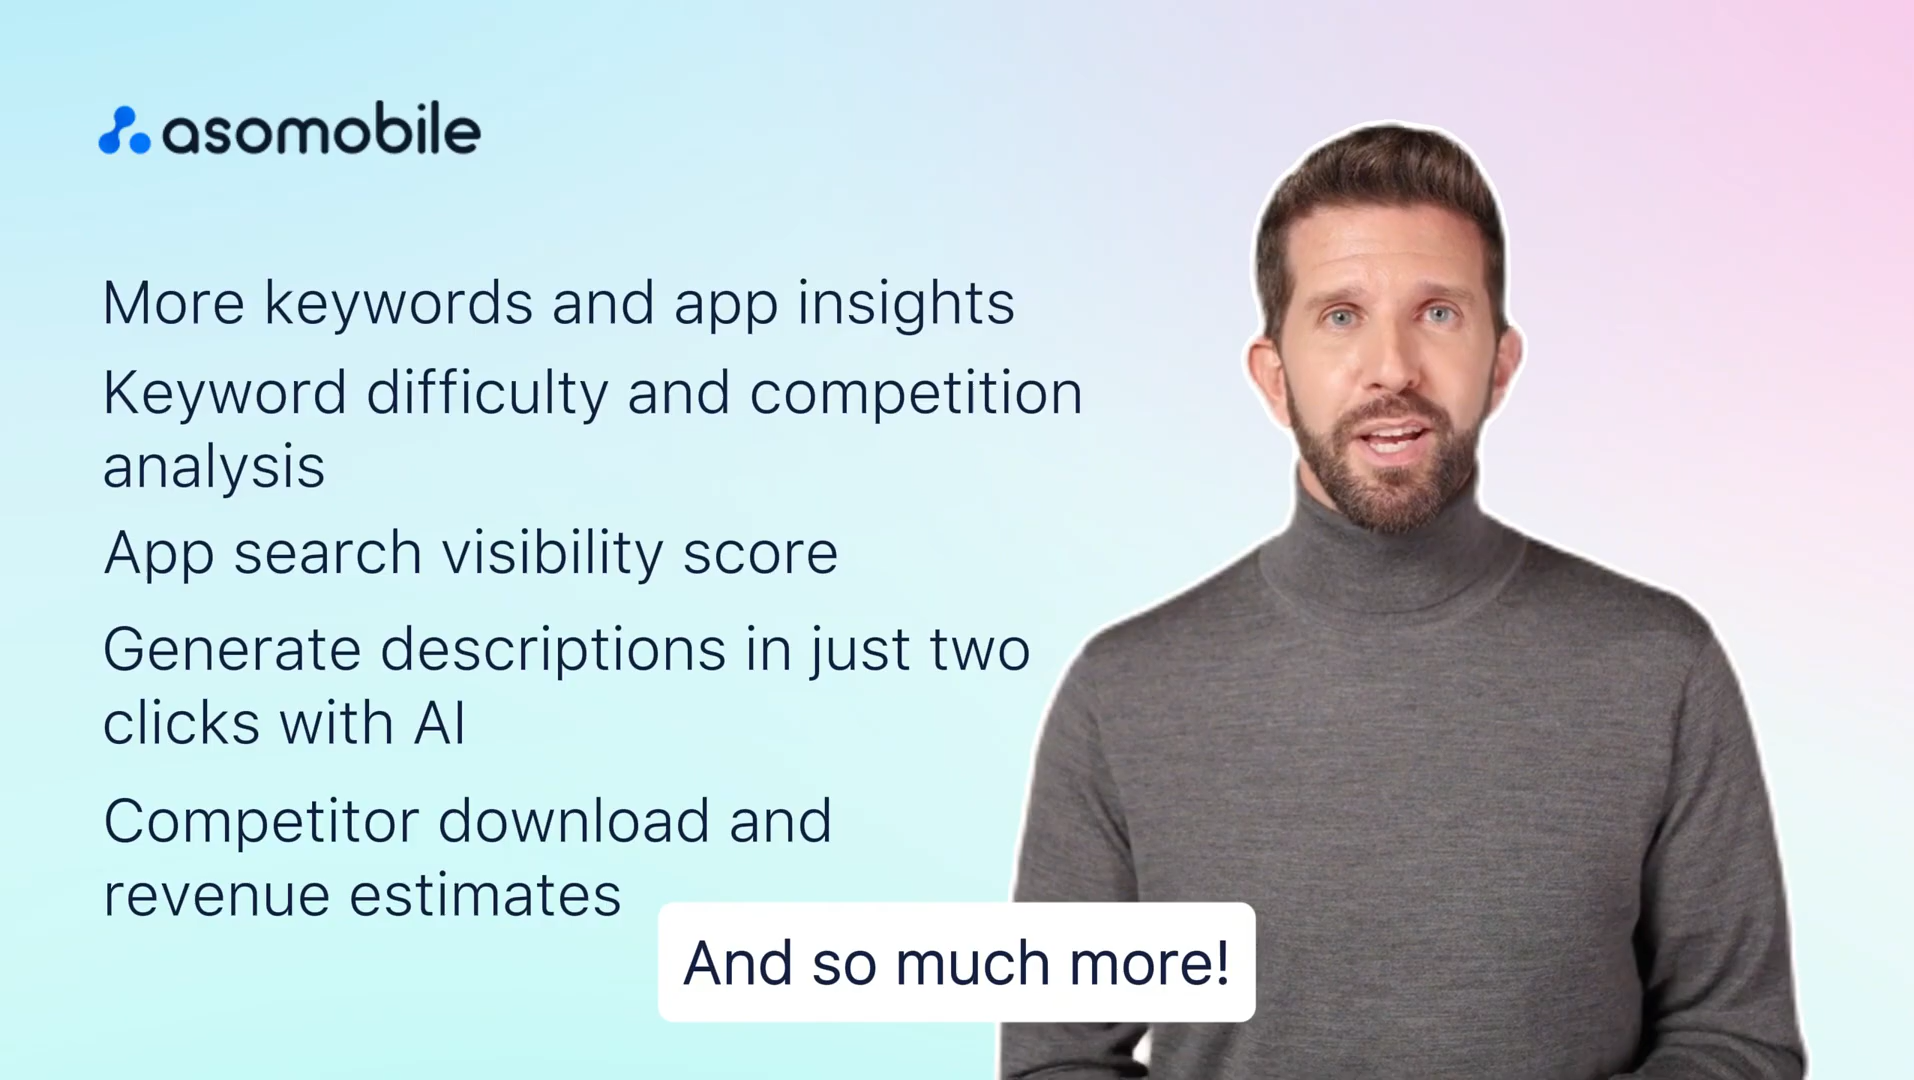 asomobile
More keywords and app insights
Keyword difficulty and competition
analysis
App search visibility score
Generate descriptions in just two
clicks with AI
Competitor download and
revenue estimates
And so much more!